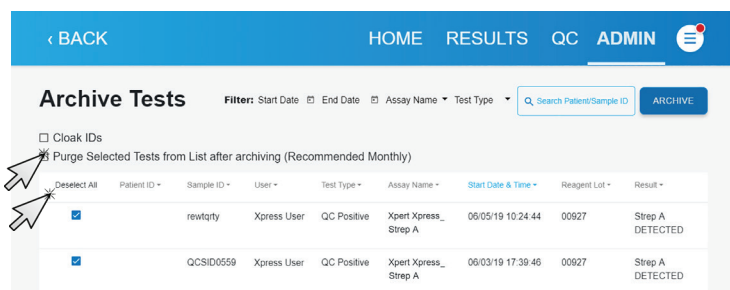 ‹ BACK HOME RESULTS QC ADMIN
Archive Tests Filter: Start Date End Date Assay Name Test Type Search Patient/Sample ID ARCHIVE
Cloak IDs
Purge Selected Tests from List after archiving (Recommended Monthly)
Deselect All Patient ID Sample ID User Test Type Assay Name Start Date & Time Reagent Lot Result
rewtqrty Xpress User QC Positive Xpert Xpress_ 06/05/19 10:24:44 00927 Strep A
Strep A DETECTED
QCSID0559 Xpress User QC Positive Xpert Xpress_ 06/03/19 17:39:46 00927 Strep A
Strep A DETECTED